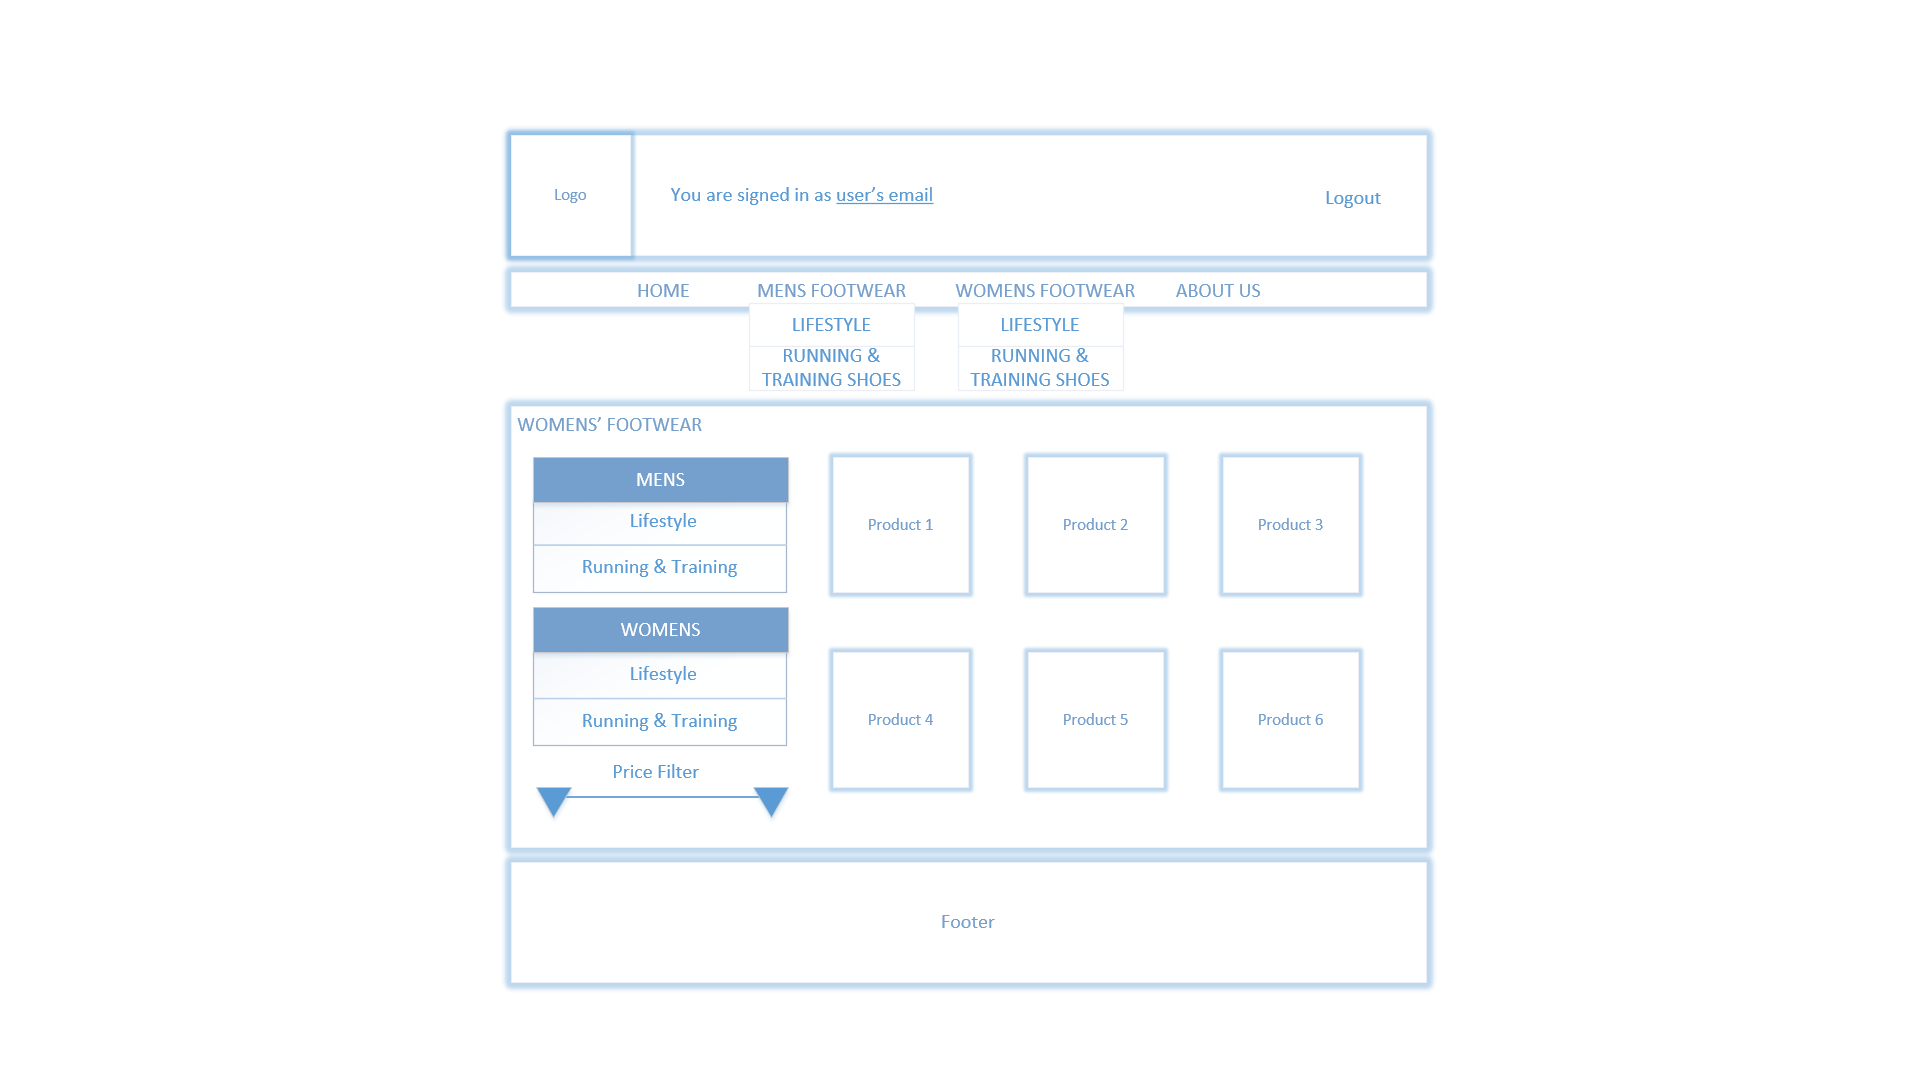 Logo
You are signed in as user’s email
Logout
HOME
MENS FOOTWEAR
WOMENS FOOTWEAR
ABOUT US
LIFESTYLE
RUNNING &
TRAINING SHOES
LIFESTYLE
RUNNING &
TRAINING SHOES
WOMENS’ FOOTWEAR
MENS
Lifestyle
Running & Training
WOMENS
Lifestyle
Running & Training
Price Filter
Product 1
Product 2
Product 3
Product 4
Product 5
Product 6
Footer